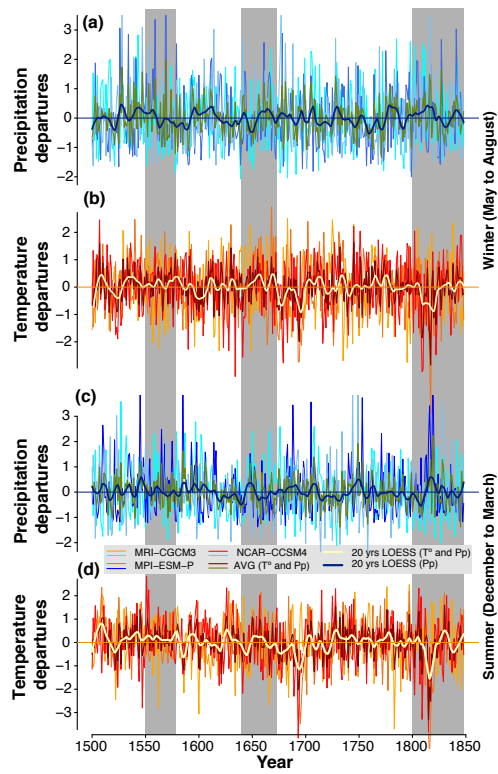 (a)
3
2
1
0
−1
−2
Precipitation
departures
(b)
2
1
0
−1
−2
Temperature
departures
Winter (May to August)
(c)
3
2
1
0
−1
−2
Precipitation
departures
MRI−CGCM3
NCAR−CCSM4
20 yrs LOESS (T° and Pp)
MPI−ESM−P
AVG (T° and Pp)
20 yrs LOESS (Pp)
(d)
2
1
0
−1
−2
−3
Temperature
departures
Summer (December to March)
1500
1550
1600
1650
1700
1750
1800
1850
Year